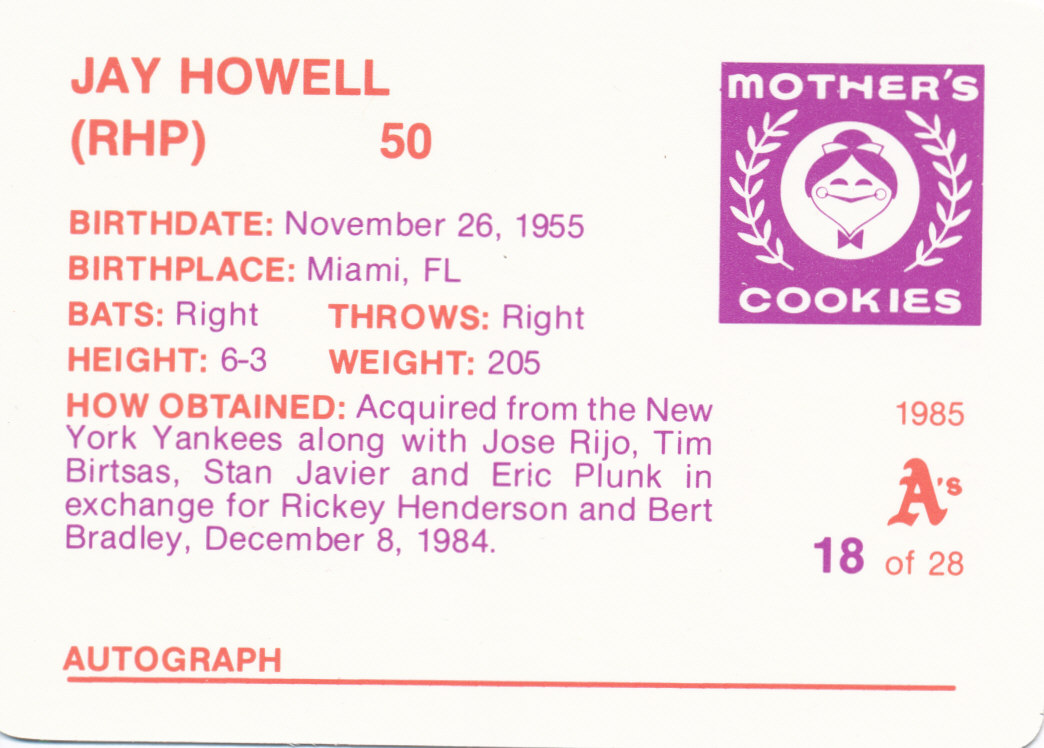 JAY HOWELL
(RHP) 50
MOTHER'S
COOKIES
BIRTHDATE: November 26, 1955
BIRTHPLACE: Miami, FL
BATS: Right THROWS: Right
HEIGHT: 6-3 WEIGHT: 205
HOW OBTAINED: Acquired from the New
York Yankees along with Jose Rijo, Tim
Birtsas, Stan Javier and Eric Plunk in
exchange for Rickey Henderson and Bert
Bradley, December 8, 1984.
1985
A's
18 of 28
AUTOGRAPH